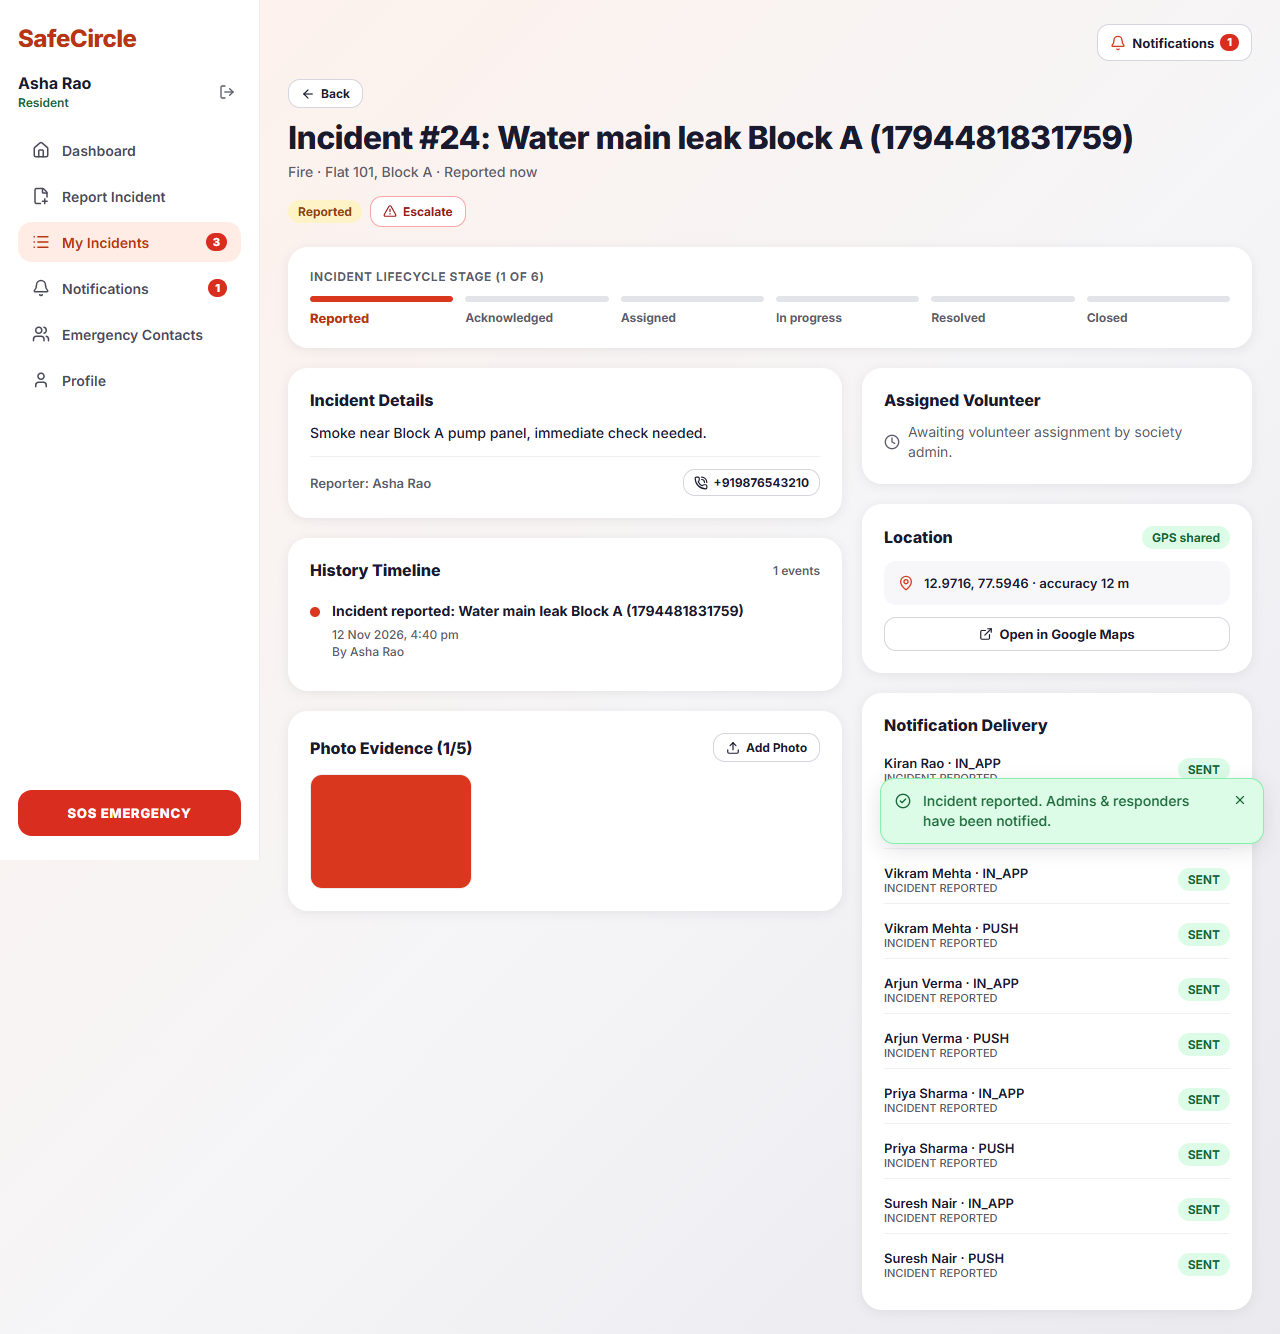 SafeCircle
Asha Rao
Resident
Dashboard
Report Incident
My Incidents
3
Notifications
1
Emergency Contacts
Profile
SOS EMERGENCY
Notifications
1
Back
Incident #24: Water main leak Block A (1794481831759)
Fire · Flat 101, Block A · Reported now
Reported
Escalate
INCIDENT LIFECYCLE STAGE (1 OF 6)
Reported
Acknowledged
Assigned
In progress
Resolved
Closed
Incident Details
Smoke near Block A pump panel, immediate check needed.
Reporter: Asha Rao
+919876543210
History Timeline
1 events
Incident reported: Water main leak Block A (1794481831759)
12 Nov 2026, 4:40 pm
By Asha Rao
Photo Evidence (1/5)
Add Photo
Assigned Volunteer
Awaiting volunteer assignment by society
admin.
Location
GPS shared
12.9716, 77.5946 · accuracy 12 m
Open in Google Maps
Notification Delivery
Kiran Rao · IN_APP
INCIDENT REPORTED
SENT
Incident reported. Admins & responders
have been notified.
Vikram Mehta · IN_APP
INCIDENT REPORTED
SENT
Vikram Mehta · PUSH
INCIDENT REPORTED
SENT
Arjun Verma · IN_APP
INCIDENT REPORTED
SENT
Arjun Verma · PUSH
INCIDENT REPORTED
SENT
Priya Sharma · IN_APP
INCIDENT REPORTED
SENT
Priya Sharma · PUSH
INCIDENT REPORTED
SENT
Suresh Nair · IN_APP
INCIDENT REPORTED
SENT
Suresh Nair · PUSH
INCIDENT REPORTED
SENT